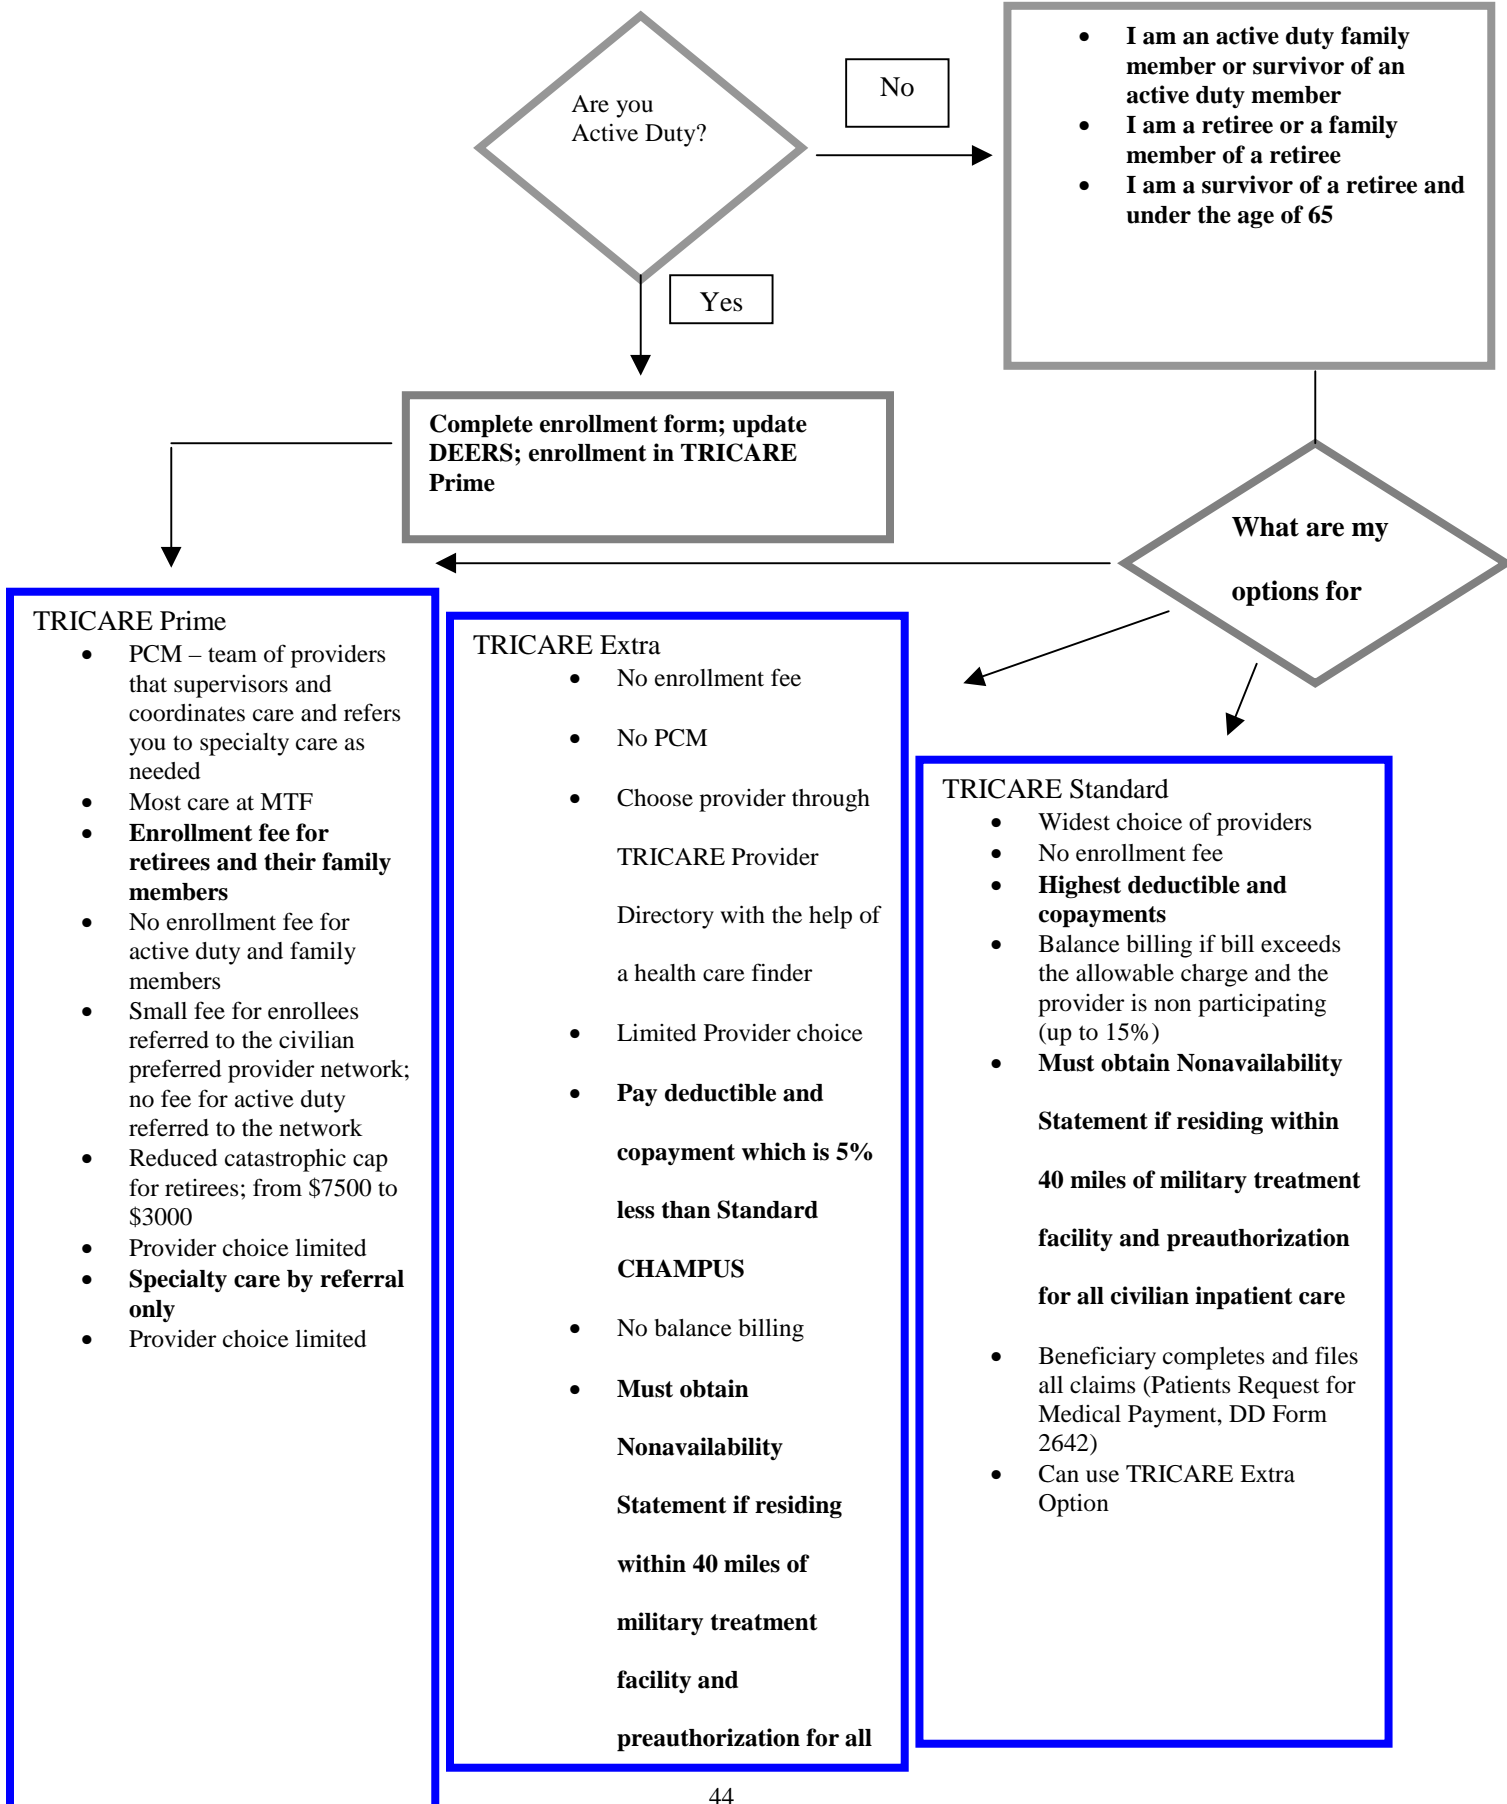 Are you
Active Duty?
No
• I am an active duty family
member or survivor of an
active duty member
• I am a retiree or a family
member of a retiree
• I am a survivor of a retiree and
under the age of 65
Yes
Complete enrollment form; update
DEERS; enrollment in TRICARE
Prime
What are my
options for
TRICARE Prime
• PCM – team of providers
that supervisors and
coordinates care and refers
you to specialty care as
needed
• Most care at MTF
• Enrollment fee for
retirees and their family
members
• No enrollment fee for
active duty and family
members
• Small fee for enrollees
referred to the civilian
preferred provider network;
no fee for active duty
referred to the network
• Reduced catastrophic cap
for retirees; from $7500 to
$3000
• Provider choice limited
• Specialty care by referral
only
• Provider choice limited
TRICARE Extra
• No enrollment fee
• No PCM
• Choose provider through
TRICARE Provider
Directory with the help of
a health care finder
• Limited Provider choice
• Pay deductible and
copayment which is 5%
less than Standard
CHAMPUS
• No balance billing
• Must obtain
Nonavailability
Statement if residing
within 40 miles of
military treatment
facility and
preauthorization for all
TRICARE Standard
• Widest choice of providers
• No enrollment fee
• Highest deductible and
copayments
• Balance billing if bill exceeds
the allowable charge and the
provider is non participating
(up to 15%)
• Must obtain Nonavailability
Statement if residing within
40 miles of military treatment
facility and preauthorization
for all civilian inpatient care
• Beneficiary completes and files
all claims (Patients Request for
Medical Payment, DD Form
2642)
• Can use TRICARE Extra
Option
44